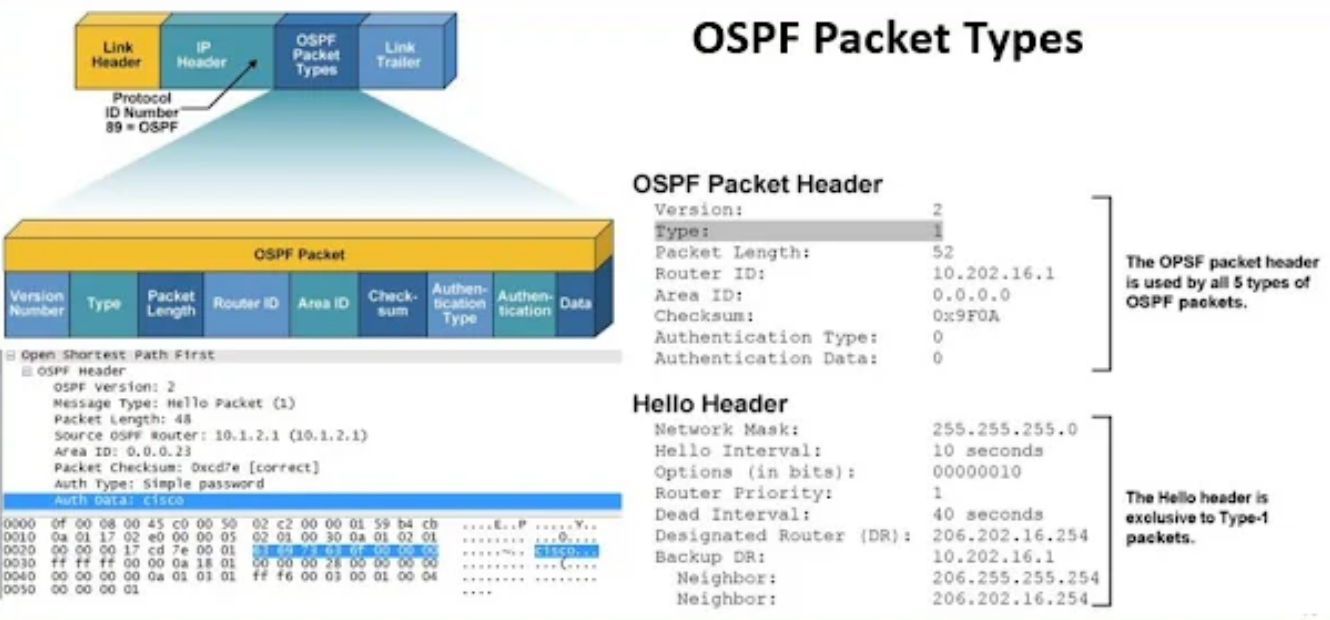 OSPF Packet Types
Link
Header
IP
Header
OSPF
Packet
Types
Link
Trailer
Protocol
ID Number
89 = OSPF
OSPF Packet
Version
Number
Type
Packet
Length
Router ID
Area ID
Check-
sum
Authen-
tication
Type
Authen-
tication
Data
Open Shortest Path First
OSPF Header
OSPF Version: 2
Message Type: Hello Packet (1)
Packet Length: 48
Source OSPF Router: 10.1.2.1 (10.1.2.1)
Area ID: 0.0.0.23
Packet Checksum: 0xcd7e [correct]
Auth Type: Simple password
Auth Data: cisco
0000 0f 00 08 00 45 c0 00 50 02 c2 00 00 01 59 b4 cb ....E..P .....Y..
0010 0a 01 17 02 e0 00 00 05 02 01 00 30 0a 01 02 01 ........ ...0....
0020 00 00 00 17 cd 7e 00 01 63 69 73 63 6f 00 00 00 .....~.. cisco...
0030 ff ff ff 00 00 0a 18 01 00 00 00 28 00 00 00 00 ........ ...(....
0040 00 00 00 00 0a 01 03 01 ff f6 00 03 00 01 00 04 ........ ........
0050 00 00 00 01 ....
OSPF Packet Header
Version: 2
Type: 1
Packet Length: 52
Router ID: 10.202.16.1
Area ID: 0.0.0.0
Checksum: 0x9F0A
Authentication Type: 0
Authentication Data: 0
The OPSF packet header
is used by all 5 types of
OSPF packets.
Hello Header
Network Mask: 255.255.255.0
Hello Interval: 10 seconds
Options (in bits): 00000010
Router Priority: 1
Dead Interval: 40 seconds
Designated Router (DR): 206.202.16.254
Backup DR: 10.202.16.1
Neighbor: 206.255.255.254
Neighbor: 206.202.16.254
The Hello header is
exclusive to Type-1
packets.